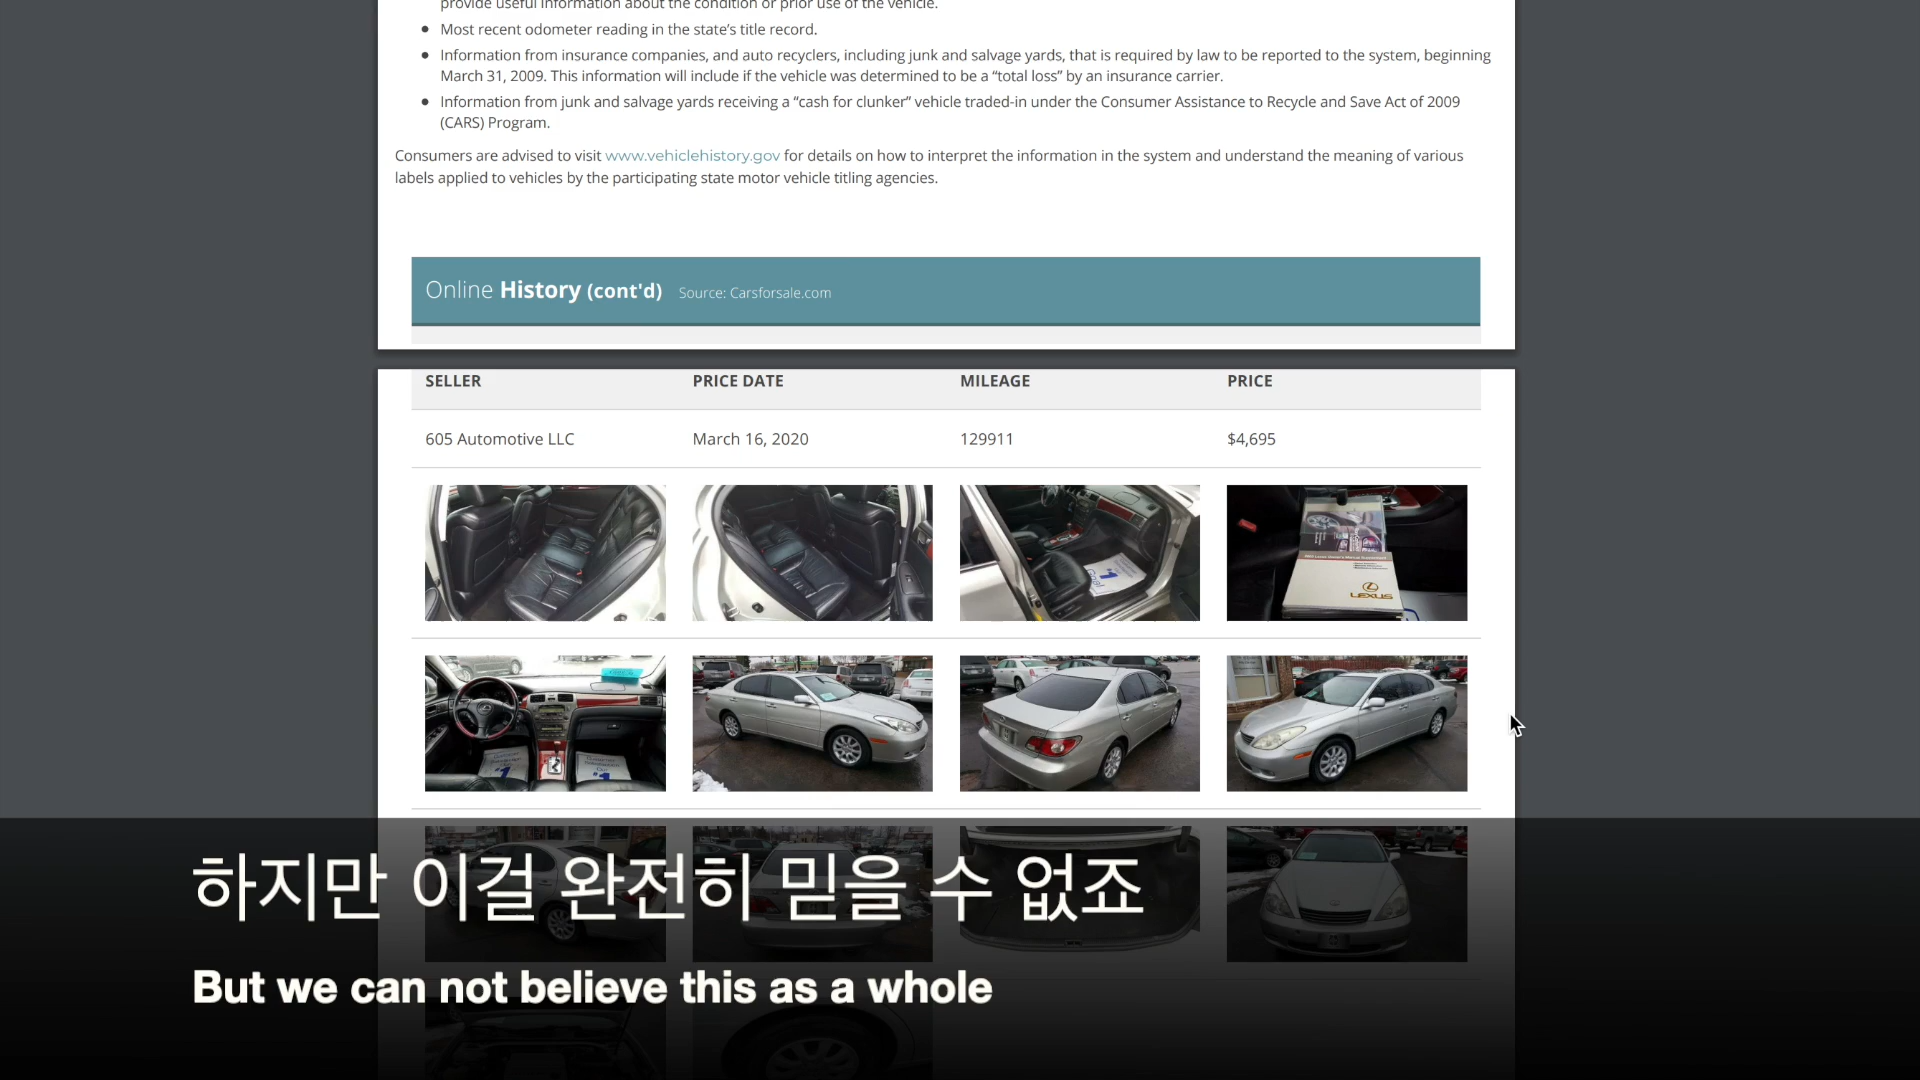 provide useful information about the condition or prior use of the vehicle.
• Most recent odometer reading in the state's title record.
• Information from insurance companies, and auto recyclers, including junk and salvage yards, that is required by law to be reported to the system, beginning
March 31, 2009. This information will include if the vehicle was determined to be a “total loss” by an insurance carrier.
• Information from junk and salvage yards receiving a “cash for clunker” vehicle traded-in under the Consumer Assistance to Recycle and Save Act of 2009
(CARS) Program.
Consumers are advised to visit www.vehiclehistory.gov for details on how to interpret the information in the system and understand the meaning of various
labels applied to vehicles by the participating state motor vehicle titling agencies.
Online History (cont'd) Source: Carsforsale.com
SELLER PRICE DATE MILEAGE PRICE
605 Automotive LLC March 16, 2020 129911 $4,695
#1
LEXUS
#1 #1
하지만 이걸 완전히 믿을 수 없죠
But we can not believe this as a whole